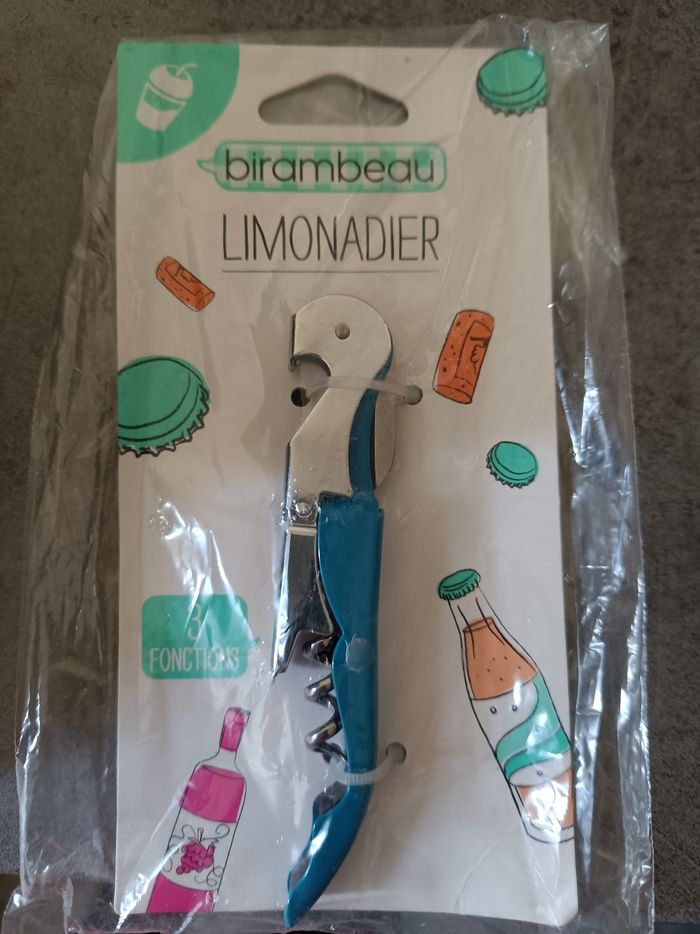 birambeau
LIMONADIER
3
FONCTIONS